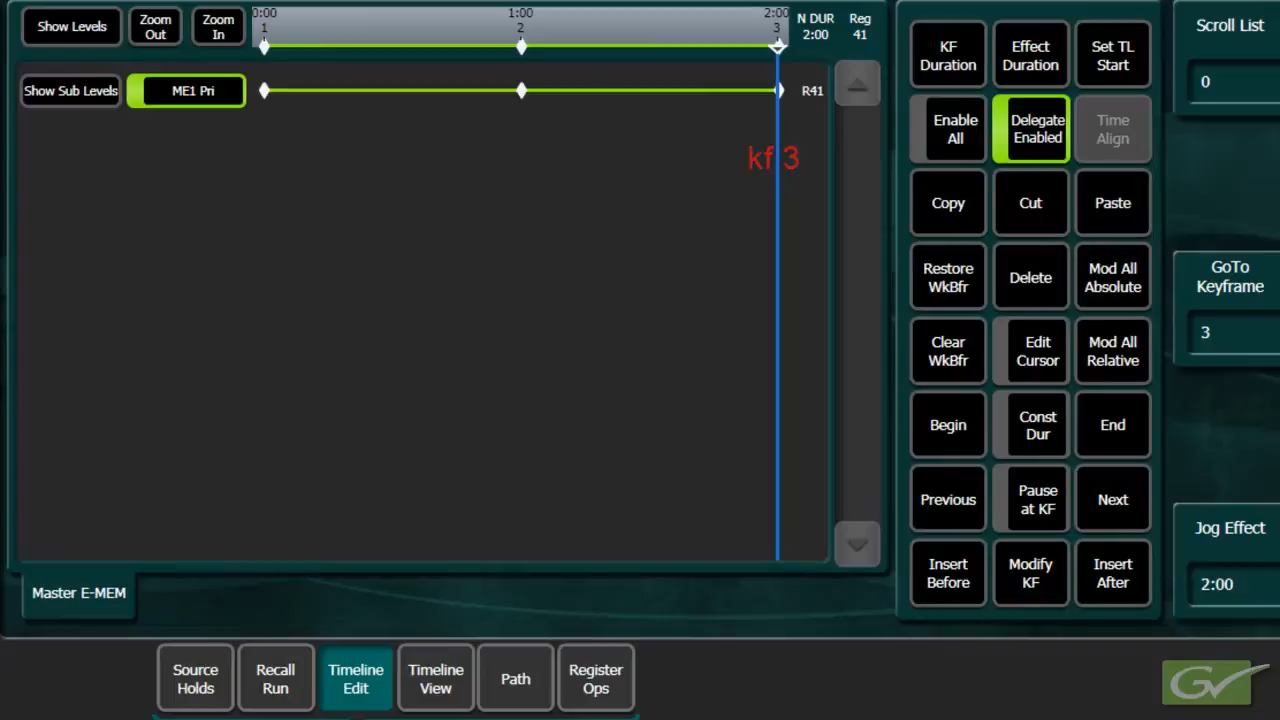 Show Levels
Zoom Out
Zoom In
0:00 1:00 2:00
1 2 3
N DUR
2:00
Reg
41
Show Sub Levels
ME1 Pri
R41
kf 3
Master E-MEM
KF Duration
Effect Duration
Set TL Start
Enable All
Delegate Enabled
Time Align
Copy
Cut
Paste
Restore WkBfr
Delete
Mod All Absolute
Clear WkBfr
Edit Cursor
Mod All Relative
Begin
Const Dur
End
Previous
Pause at KF
Next
Insert Before
Modify KF
Insert After
Scroll List
0
GoTo Keyframe
3
Jog Effect
2:00
Source Holds
Recall Run
Timeline Edit
Timeline View
Path
Register Ops
GV